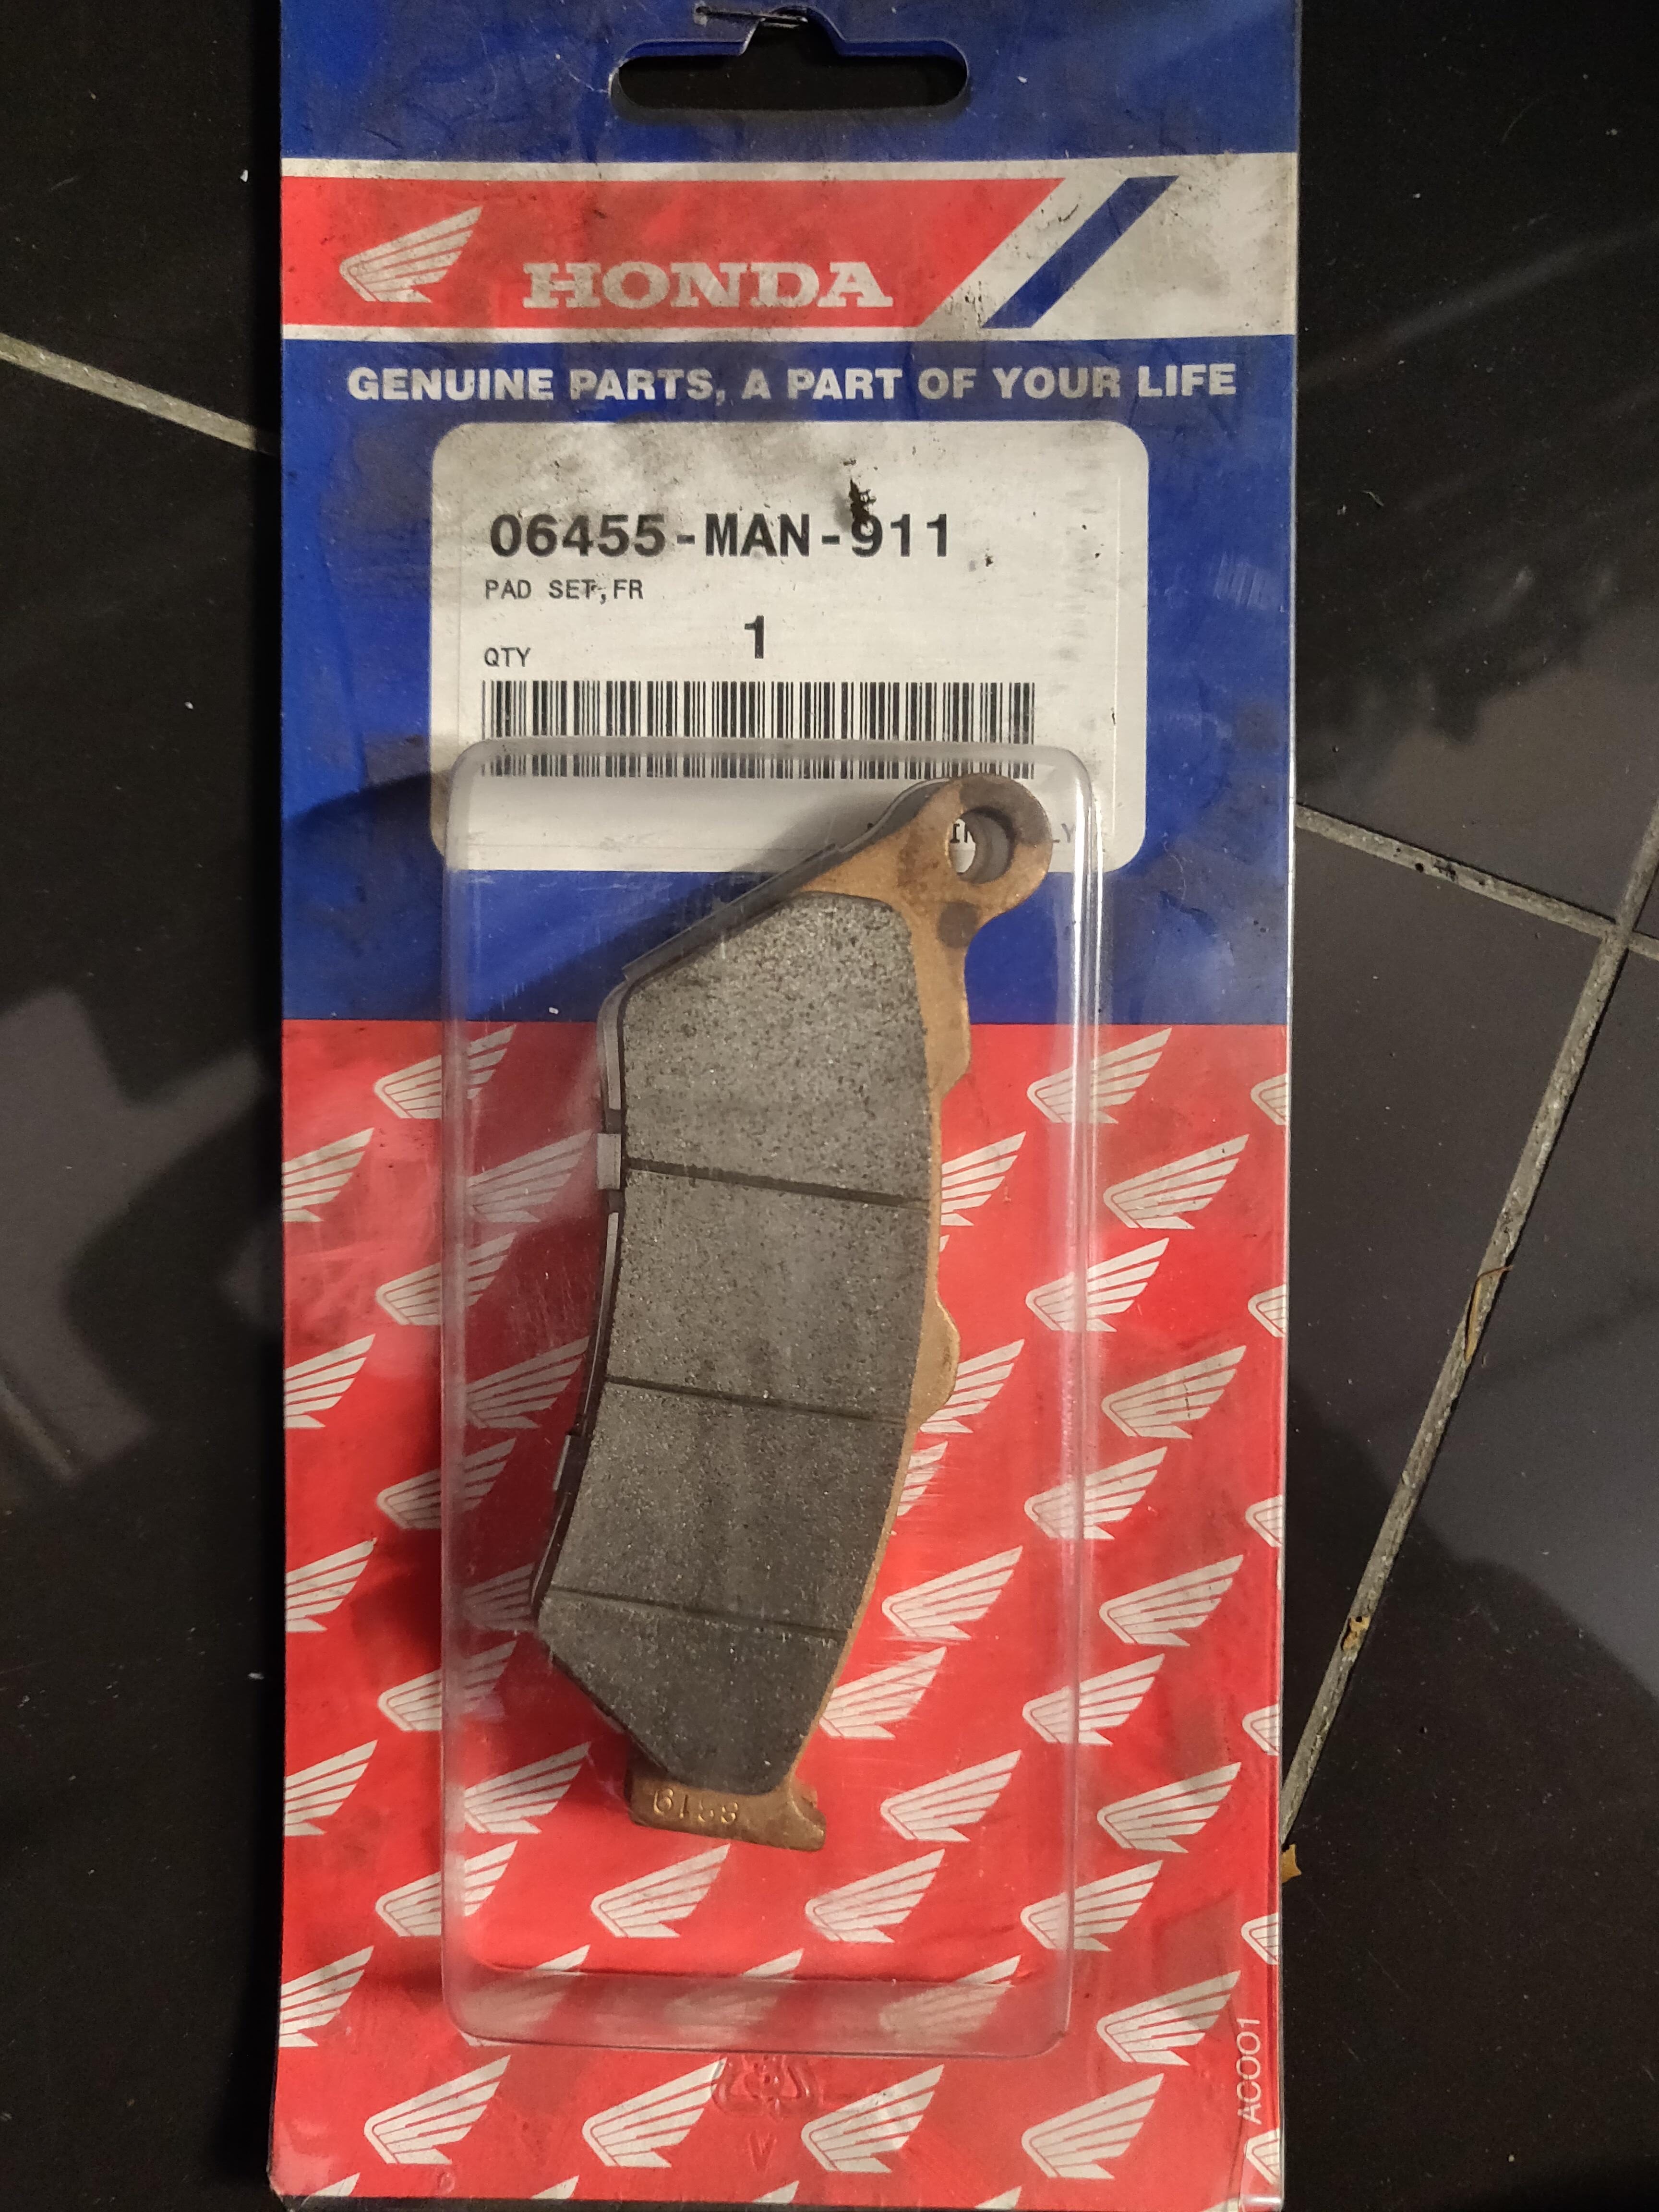 HONDA
GENUINE PARTS, A PART OF YOUR LIFE
06455-MAN-911
PAD SET,FR
1
QTY
AC001